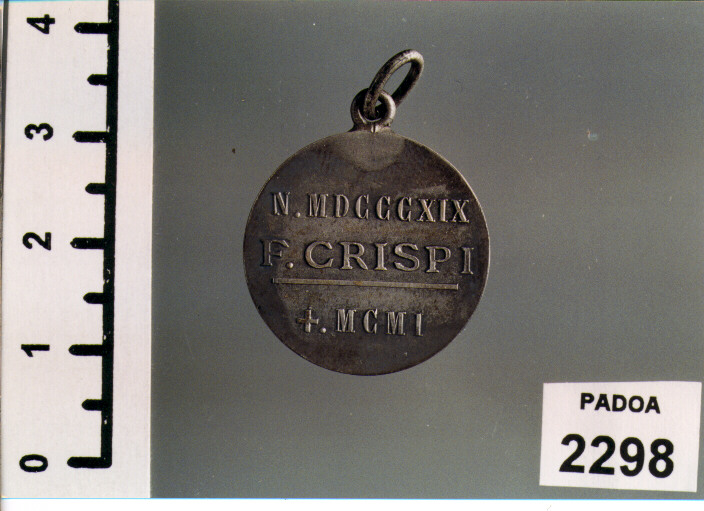 4
3
2
1
0
N. MDCCCXIX
F. CRISPI
+. MCMI
PADOA
2298